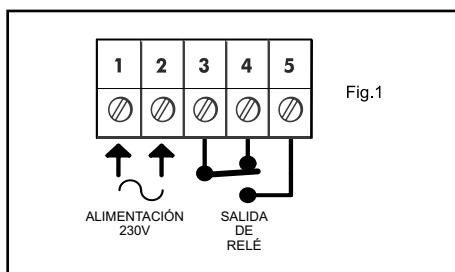 1 2 3 4 5
Fig.1
ALIMENTACIÓN
230V
SALIDA
DE
RELÉ